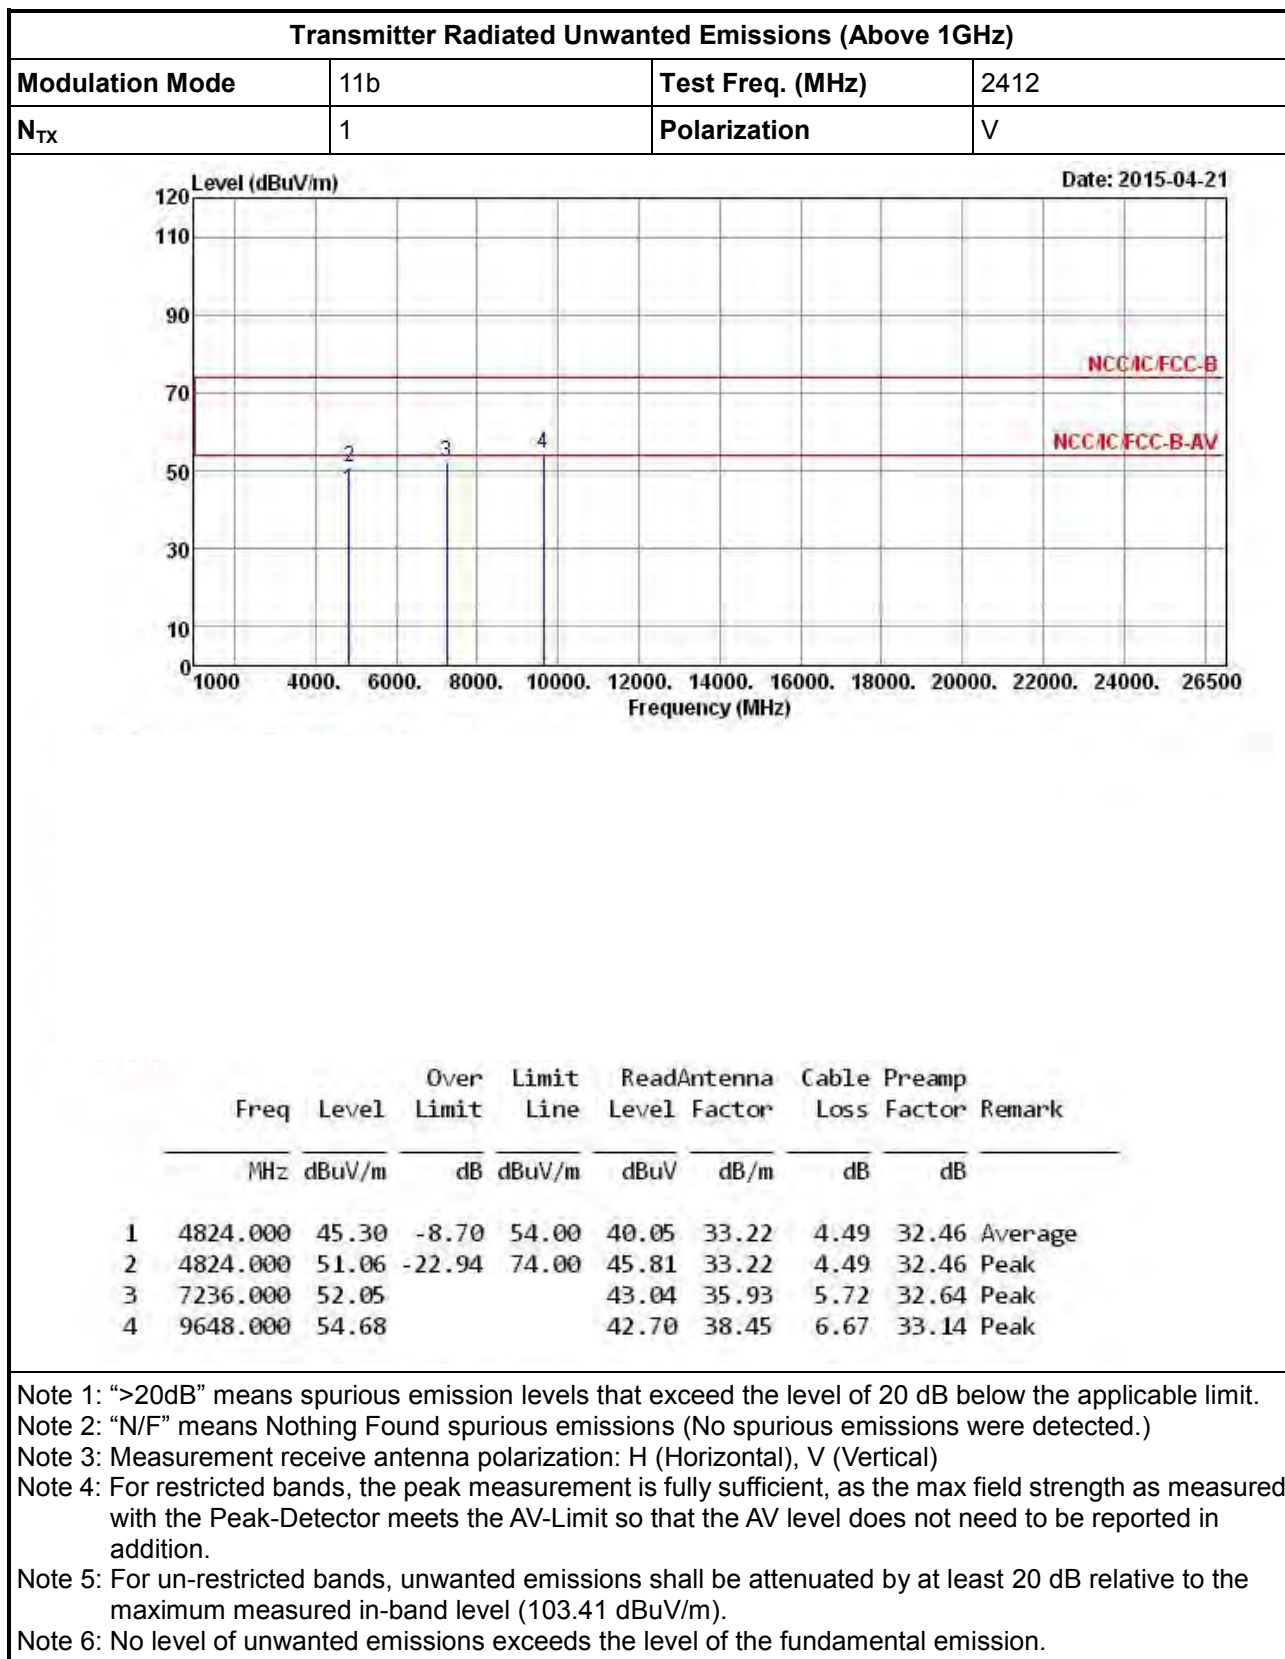 Transmitter Radiated Unwanted Emissions (Above 1GHz)
Modulation Mode 11b Test Freq. (MHz) 2412
NTX 1 Polarization V
Level (dBuV/m) Date: 2015-04-21
120
110
90
NCC/IC/FCC-B
70
NCC/IC/FCC-B-AV
50
30
10
0
1 2 3 4
1000 4000. 6000. 8000. 10000. 12000. 14000. 16000. 18000. 20000. 22000. 24000. 26500
Frequency (MHz)
Over Limit ReadAntenna Cable Preamp
Freq Level Limit Line Level Factor Loss Factor Remark
MHz dBuV/m dB dBuV/m dBuV dB/m dB dB
1 4824.000 45.30 -8.70 54.00 40.05 33.22 4.49 32.46 Average
2 4824.000 51.06 -22.94 74.00 45.81 33.22 4.49 32.46 Peak
3 7236.000 52.05 43.04 35.93 5.72 32.64 Peak
4 9648.000 54.68 42.70 38.45 6.67 33.14 Peak
Note 1: “>20dB” means spurious emission levels that exceed the level of 20 dB below the applicable limit.
Note 2: “N/F” means Nothing Found spurious emissions (No spurious emissions were detected.)
Note 3: Measurement receive antenna polarization: H (Horizontal), V (Vertical)
Note 4: For restricted bands, the peak measurement is fully sufficient, as the max field strength as measured
with the Peak-Detector meets the AV-Limit so that the AV level does not need to be reported in
addition.
Note 5: For un-restricted bands, unwanted emissions shall be attenuated by at least 20 dB relative to the
maximum measured in-band level (103.41 dBuV/m).
Note 6: No level of unwanted emissions exceeds the level of the fundamental emission.